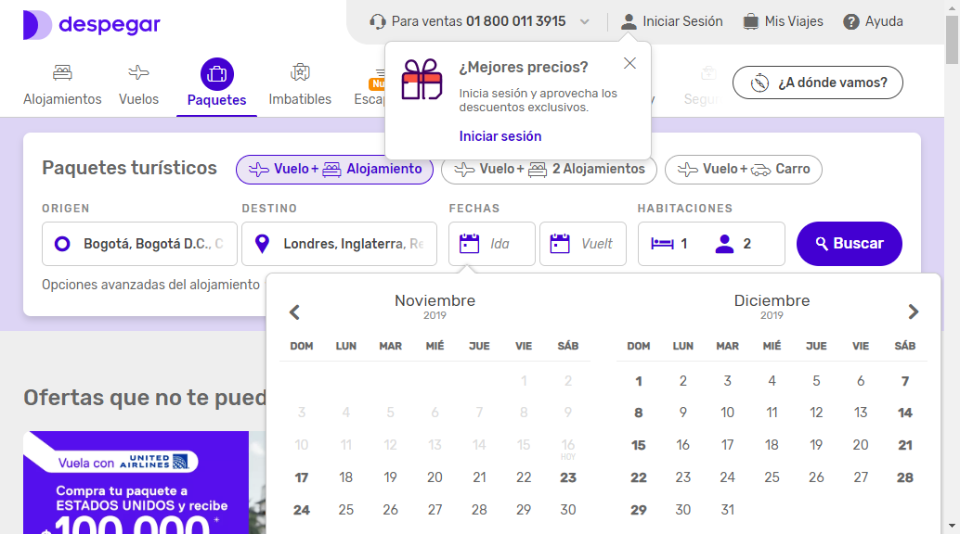 despegar
Para ventas 01 800 011 3915
Iniciar Sesión
Mis Viajes
Ayuda
Alojamientos
Vuelos
Paquetes
Imbatibles
¿Mejores precios?
Inicia sesión y aprovecha los
descuentos exclusivos.
Iniciar sesión
¿A dónde vamos?
Paquetes turísticos
Vuelo + Alojamiento
Vuelo + 2 Alojamientos
Vuelo + Carro
ORIGEN
DESTINO
FECHAS
HABITACIONES
Bogotá, Bogotá D.C., C
Londres, Inglaterra, Re
Ida
Vuelt
1
2
Buscar
Opciones avanzadas del alojamiento
Noviembre
2019
DOM LUN MAR MIÉ JUE VIE SÁB
1 2
3 4 5 6 7 8 9
10 11 12 13 14 15 16
HOY
17 18 19 20 21 22 23
24 25 26 27 28 29 30
Diciembre
2019
DOM LUN MAR MIÉ JUE VIE SÁB
1 2 3 4 5 6 7
8 9 10 11 12 13 14
15 16 17 18 19 20 21
22 23 24 25 26 27 28
29 30 31
Ofertas que no te pued
Vuela con UNITED AIRLINES
Compra tu paquete a
ESTADOS UNIDOS y recibe
100.000+